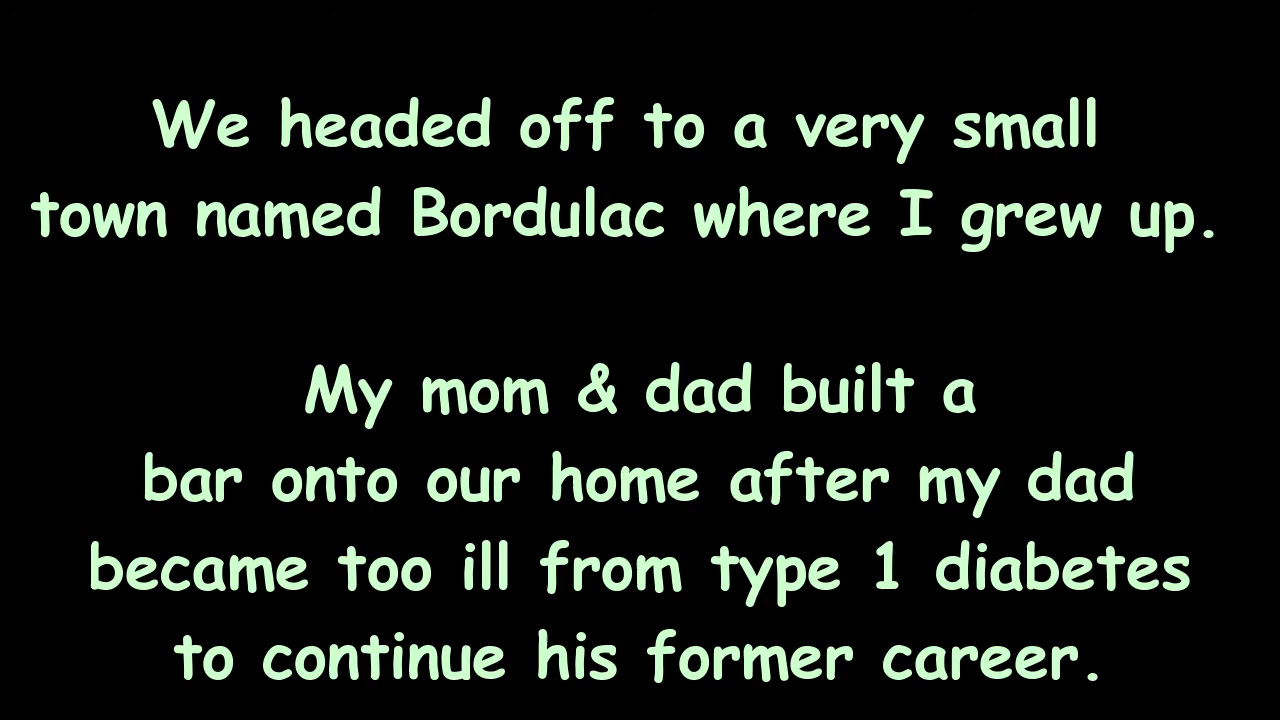 We headed off to a very small
town named Bordulac where I grew up.
My mom & dad built a
bar onto our home after my dad
became too ill from type 1 diabetes
to continue his former career.